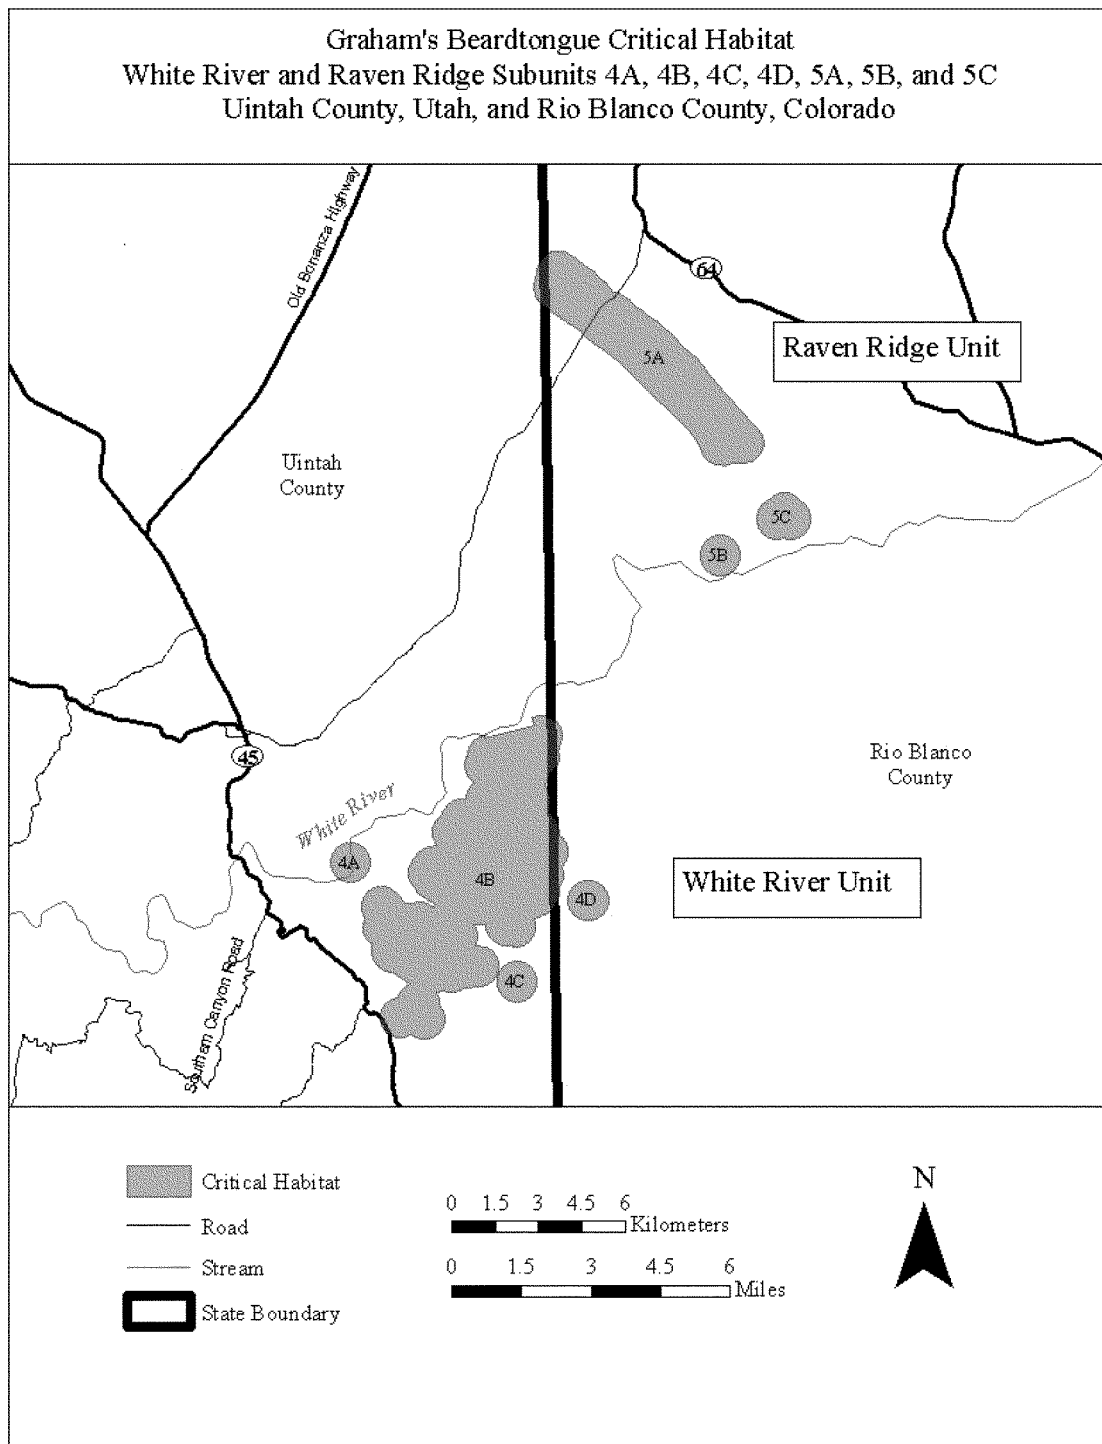 Graham's Beardtongue Critical Habitat
White River and Raven Ridge Subunits 4A, 4B, 4C, 4D, 5A, 5B, and 5C
Uintah County, Utah, and Rio Blanco County, Colorado
Old Bonanza Highway
64
Raven Ridge Unit
5A
Uintah
County
5C
5B
45
Rio Blanco
County
White River
4A
4B
4D
White River Unit
4C
Southam Canyon Road
Critical Habitat
Road
Stream
State Boundary
0 1.5 3 4.5 6
Kilometers
0 1.5 3 4.5 6
Miles
N